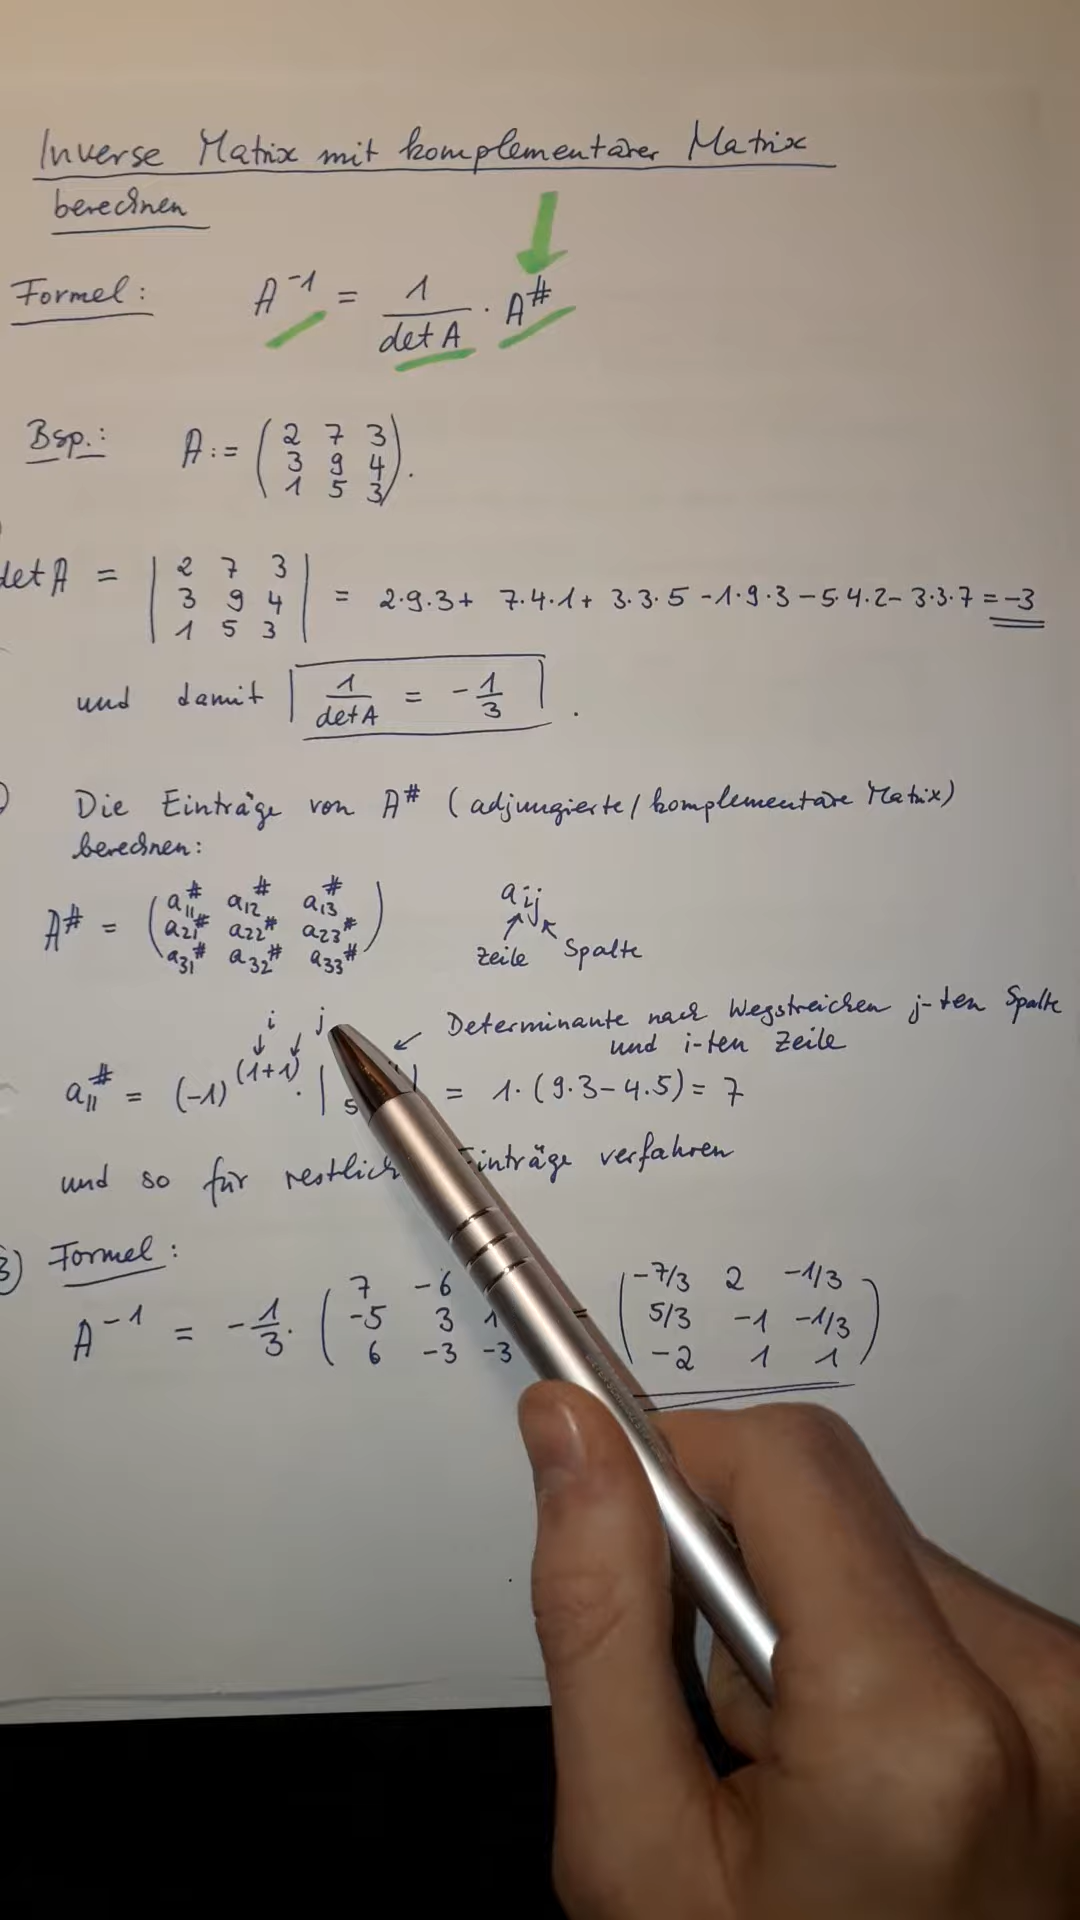 Inverse Matrix mit komplementärer Matrix
berechnen
Formel: A⁻¹ = 1/det A · A#
Bsp.: A := (2 7 3
3 9 4
1 5 3).
det A = |2 7 3
3 9 4
1 5 3| = 2·9·3 + 7·4·1 + 3·3·5 - 1·9·3 - 5·4·2 - 3·3·7 = -3
und damit 1/det A = -1/3 .
Die Einträge von A# (adjungierte/komplementäre Matrix)
berechnen:
A# = (a₁₁# a₁₂# a₁₃#
a₂₁# a₂₂# a₂₃#
a₃₁# a₃₂# a₃₃#)
aij
Zeile Spalte
i j
Determinante nach Wegstreichen j-ten Spalte
und i-ten Zeile
a₁₁# = (-1)^(1+1) · | 5 | = 1·(9·3-4·5) = 7
und so für Einträge verfahren
3) Formel:
A⁻¹ = -1/3 · (7 -6
-5 3 1
6 -3 -3 = (-7/3 2 -1/3
5/3 -1 -1/3
-2 1 1)